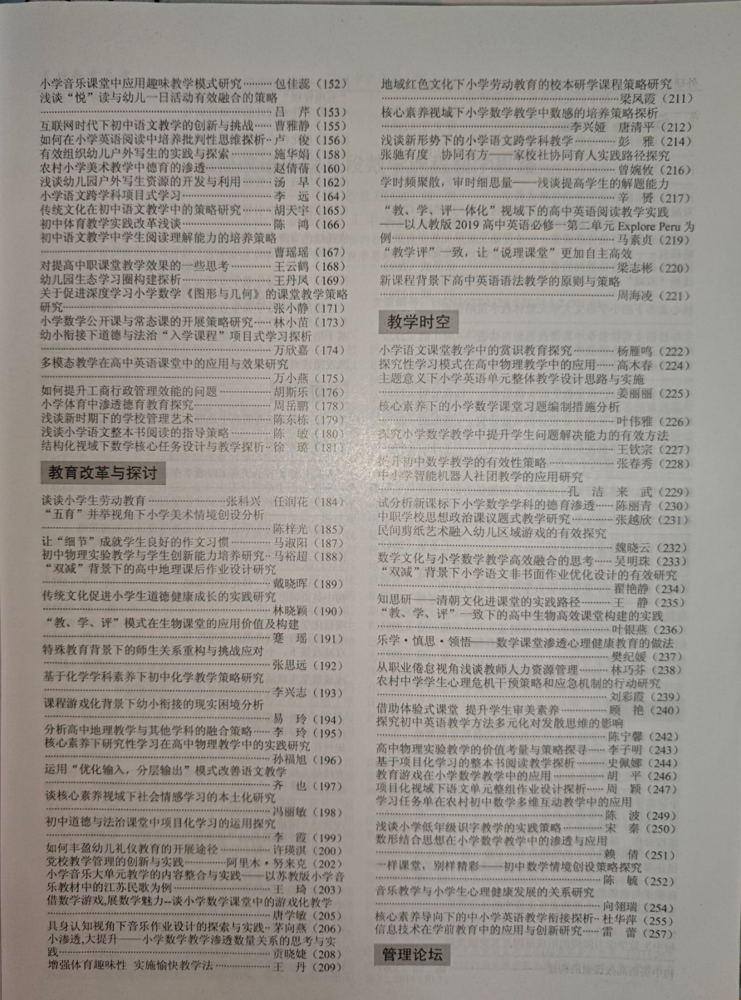 小学音乐课堂中应用趣味教学模式研究………包佳蕊（152）
浅谈“悦”读与幼儿一日活动有效融合的策略
………吕　芹（153）
互联网时代下初中语文教学的创新与挑战……曹雅静（155）
如何在小学英语阅读中培养批判性思维探析··卢　俊（156）
有效组织幼儿户外写生的实践与探索………施华娟（158）
农村小学美术教学中德育的渗透………赵倩蓓（160）
浅谈幼儿园户外写生资源的开发与利用………汤　早（162）
小学语文跨学科项目式学习………李　远（164）
传统文化在初中语文教学中的策略研究………胡天宇（165）
初中体育教学实践改革浅谈………陈　鸿（166）
初中语文教学中学生阅读理解能力的培养策略
………曹瑶瑶（167）
对提高中职课堂教学效果的一些思考………王云鹤（168）
幼儿园生态学习圈构建探析………王丹凤（169）
关于促进深度学习小学数学《图形与几何》的课堂教学策略
研究………张小静（171）
小学数学公开课与常态课的开展策略研究……林小苗（173）
幼小衔接下道德与法治“入学课程”项目式学习探析
………万欣嘉（174）
多模态教学在高中英语课堂中的应用与效果研究
………万小燕（175）
如何提升工商行政管理效能的问题………胡斯乐（176）
小学体育中渗透德育教育探究………周岳鹏（178）
浅谈新时期下的学校管理艺术………陈东栋（179）
浅谈小学语文整本书阅读的指导策略………陈　敏（180）
结构化视域下数学核心任务设计与教学探析··徐　璐（181）
教育改革与探讨
谈谈小学生劳动教育………张科兴　任润花（184）
“五育”并举视角下小学美术情境创设分析
………陈梓光（185）
让“细节”成就学生良好的作文习惯………马淑阳（187）
初中物理实验教学与学生创新能力培养研究··马裕超（188）
“双减”背景下的高中地理课后作业设计研究
………戴晓晖（189）
传统文化促进小学生道德健康成长的实践研究
………林晓颖（190）
“教、学、评”模式在生物课堂的应用价值及构建
………蹇　瑶（191）
特殊教育背景下的师生关系重构与挑战应对
………张思远（192）
基于化学学科素养下初中化学教学策略研究
………李兴志（193）
课程游戏化背景下幼小衔接的现实困境分析
………易　玲（194）
分析高中地理教学与其他学科的融合策略……李　玲（195）
核心素养下研究性学习在高中物理教学中的实践研究
………孙福旭（196）
运用“优化输入，分层输出”模式改善语文教学
………齐　也（197）
谈核心素养视域下社会情感学习的本土化研究
………冯丽敏（198）
初中道德与法治课堂中项目化学习的运用探究
………李　霞（199）
如何丰盈幼儿礼仪教育的开展途径………许瑛淇（200）
党校教学管理的创新与实践………阿里木·努来克（202）
小学音乐大单元教学的内容整合与实践——以苏教版小学音
乐教材中的江苏民歌为例………王　琦（203）
借数学游戏,展数学魅力--谈小学数学课堂中的游戏化教学
………唐学敏（205）
具身认知视角下音乐作业设计的探索与实践··茅向燕（206）
小渗透,大提升——小学数学教学渗透数量关系的思考与实
践………贡晓婕（208）
增强体育趣味性 实施愉快教学法………王　丹（209）
地域红色文化下小学劳动教育的校本研学课程策略研究
………梁凤霞（211）
核心素养视域下小学数学教学中数感的培养策略探析
………李兴娅　唐清平（212）
浅谈新形势下的小学语文跨学科教学………彭　雅（214）
张弛有度　协同有方——家校社协同育人实践路径探究
………曾婉攸（216）
学时频聚散，审时细思量——浅谈提高学生的解题能力
………辛　赟（217）
“教、学、评一体化”视域下的高中英语阅读教学实践
——以人教版 2019 高中英语必修一第二单元 Explore Peru 为
例………马素贞（219）
“教学评”一致，让“说理课堂”更加自主高效
………梁志彬（220）
新课程背景下高中英语语法教学的原则与策略
………周海凌（221）
教学时空
小学语文课堂教学中的赏识教育探究………杨雁鸣（222）
探究性学习模式在高中物理教学中的应用……高木春（224）
主题意义下小学英语单元整体教学设计思路与实施
………姜丽丽（225）
核心素养下的小学数学课堂习题编制措施分析
………叶伟雅（226）
探究小学数学教学中提升学生问题解决能力的有效方法
………王钦宗（227）
提升初中数学教学的有效性策略………张春秀（228）
中小学智能机器人社团教学的应用研究
………孔　洁　来　武（229）
试分析新课标下小学数学学科的德育渗透……陈丽青（230）
中职学校思想政治课议题式教学研究………张越欣（231）
民间剪纸艺术融入幼儿区域游戏的有效探究
………魏晓云（232）
数学文化与小学数学教学高效融合的思考……吴明珠（233）
“双减”背景下小学语文非书面作业优化设计的有效研究
………翟艳静（234）
知思研——清朝文化进课堂的实践路径………王　静（235）
“教、学、评”一致下的高中生物高效课堂构建的实践
………叶银燕（236）
乐学·慎思·领悟——数学课堂渗透心理健康教育的做法
………樊纪媛（237）
从职业倦怠视角浅谈教师人力资源管理………林巧芬（238）
农村中学学生心理危机干预策略和应急机制的行动研究
………刘彩霞（239）
借助体验式课堂 提升学生审美素养………顾　艳（240）
探究初中英语教学方法多元化对发散思维的影响
………陈宁馨（242）
高中物理实验教学的价值考量与策略探寻……李子明（243）
基于项目化学习的整本书阅读教学探析………史佩娜（244）
教育游戏在小学数学教学中的应用………胡　平（246）
项目化视域下语文单元整组作业设计探析……周　颖（247）
学习任务单在农村初中数学多维互动教学中的应用
………陈　波（249）
浅谈小学低年级识字教学的实践策略………宋　秦（250）
数形结合思想在小学数学教学中的渗透与应用
………赖　倩（251）
一样课堂，别样精彩——初中数学情境创设策略探究
………陈　毓（252）
音乐教学与小学生心理健康发展的关系研究
………向翎瑞（254）
核心素养导向下的中小学英语教学衔接探析··杜华萍（255）
信息技术在学前教育中的应用与创新研究……雷　蕾（257）
管理论坛